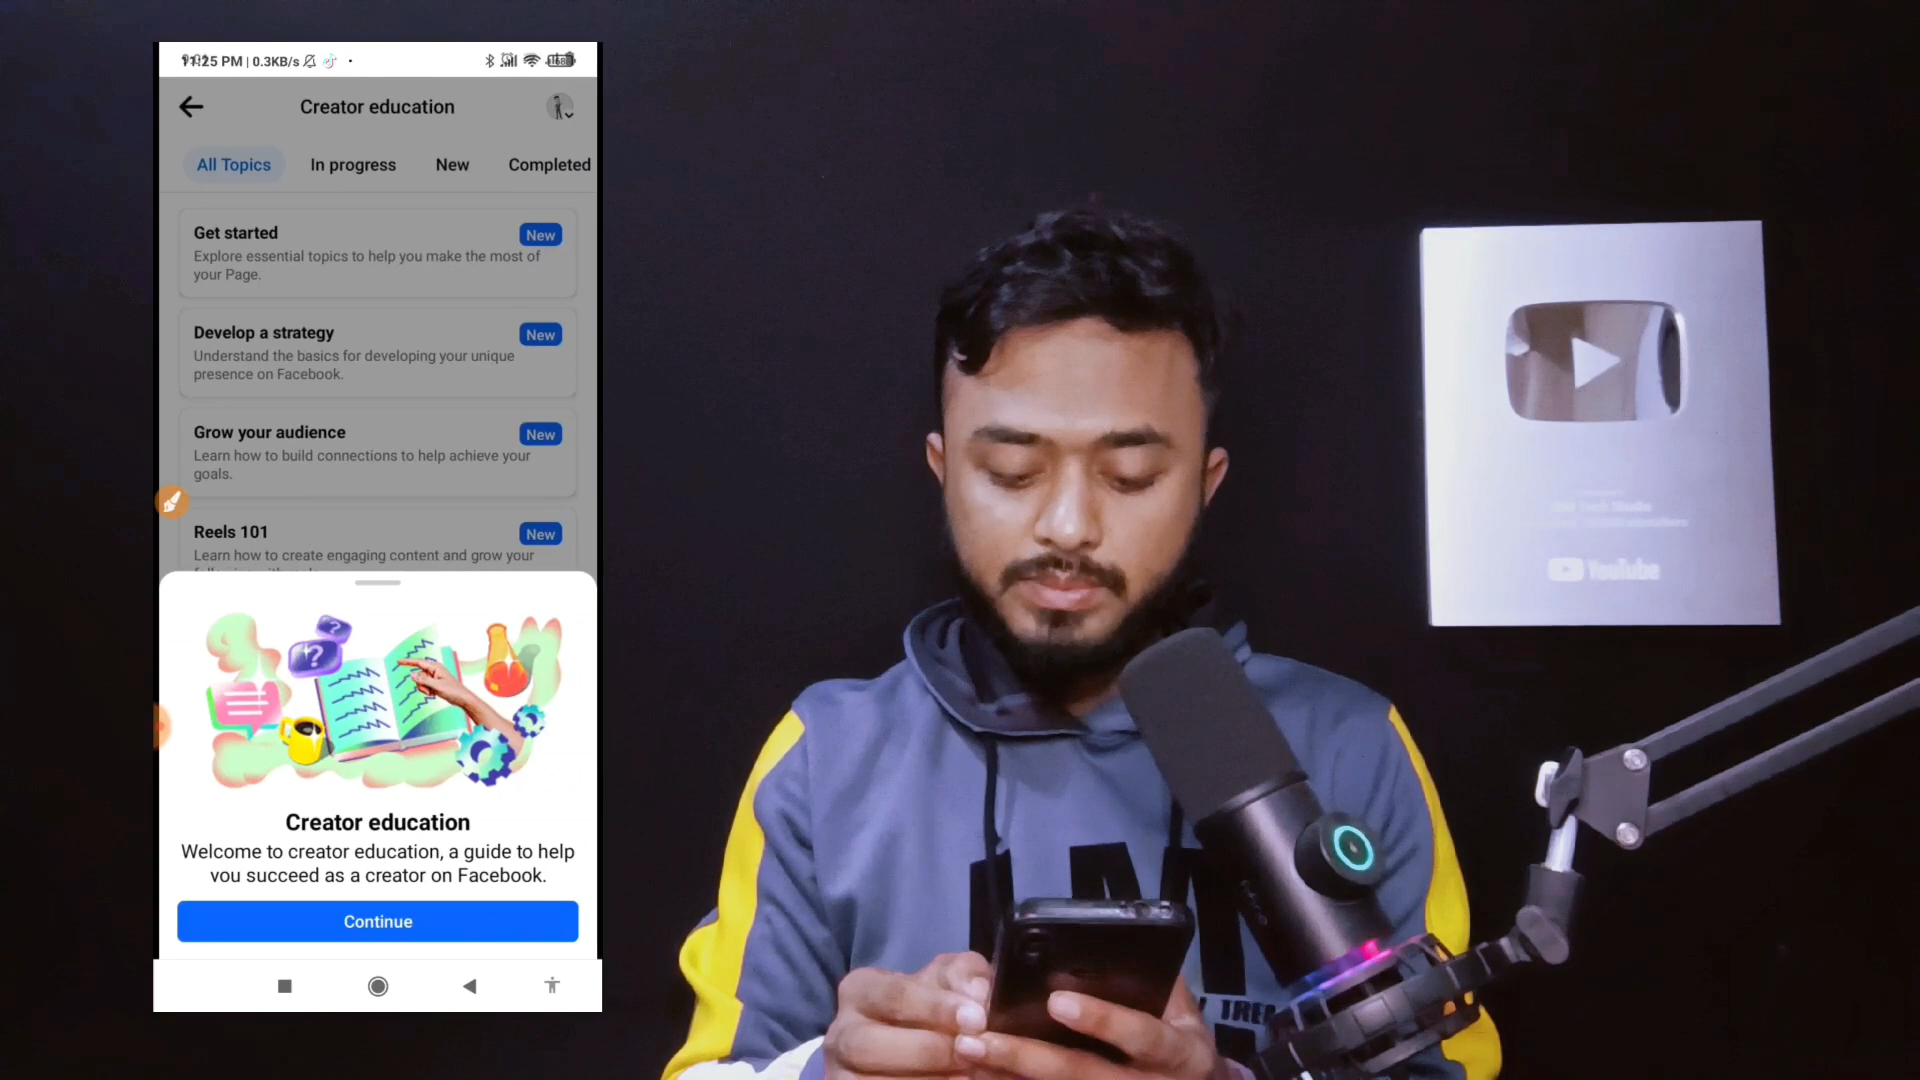 PM | 0.3KB/s
Creator education
All Topics
In progress
New
Completed
Get started
New
Explore essential topics to help you make the most of
your Page.
Develop a strategy
New
Understand the basics for developing your unique
presence on Facebook.
Grow your audience
New
Learn how to build connections to help achieve your
goals.
Reels 101
New
Learn how to create engaging content and grow your
Creator education
Welcome to creator education, a guide to help
you succeed as a creator on Facebook.
Continue
YouTube